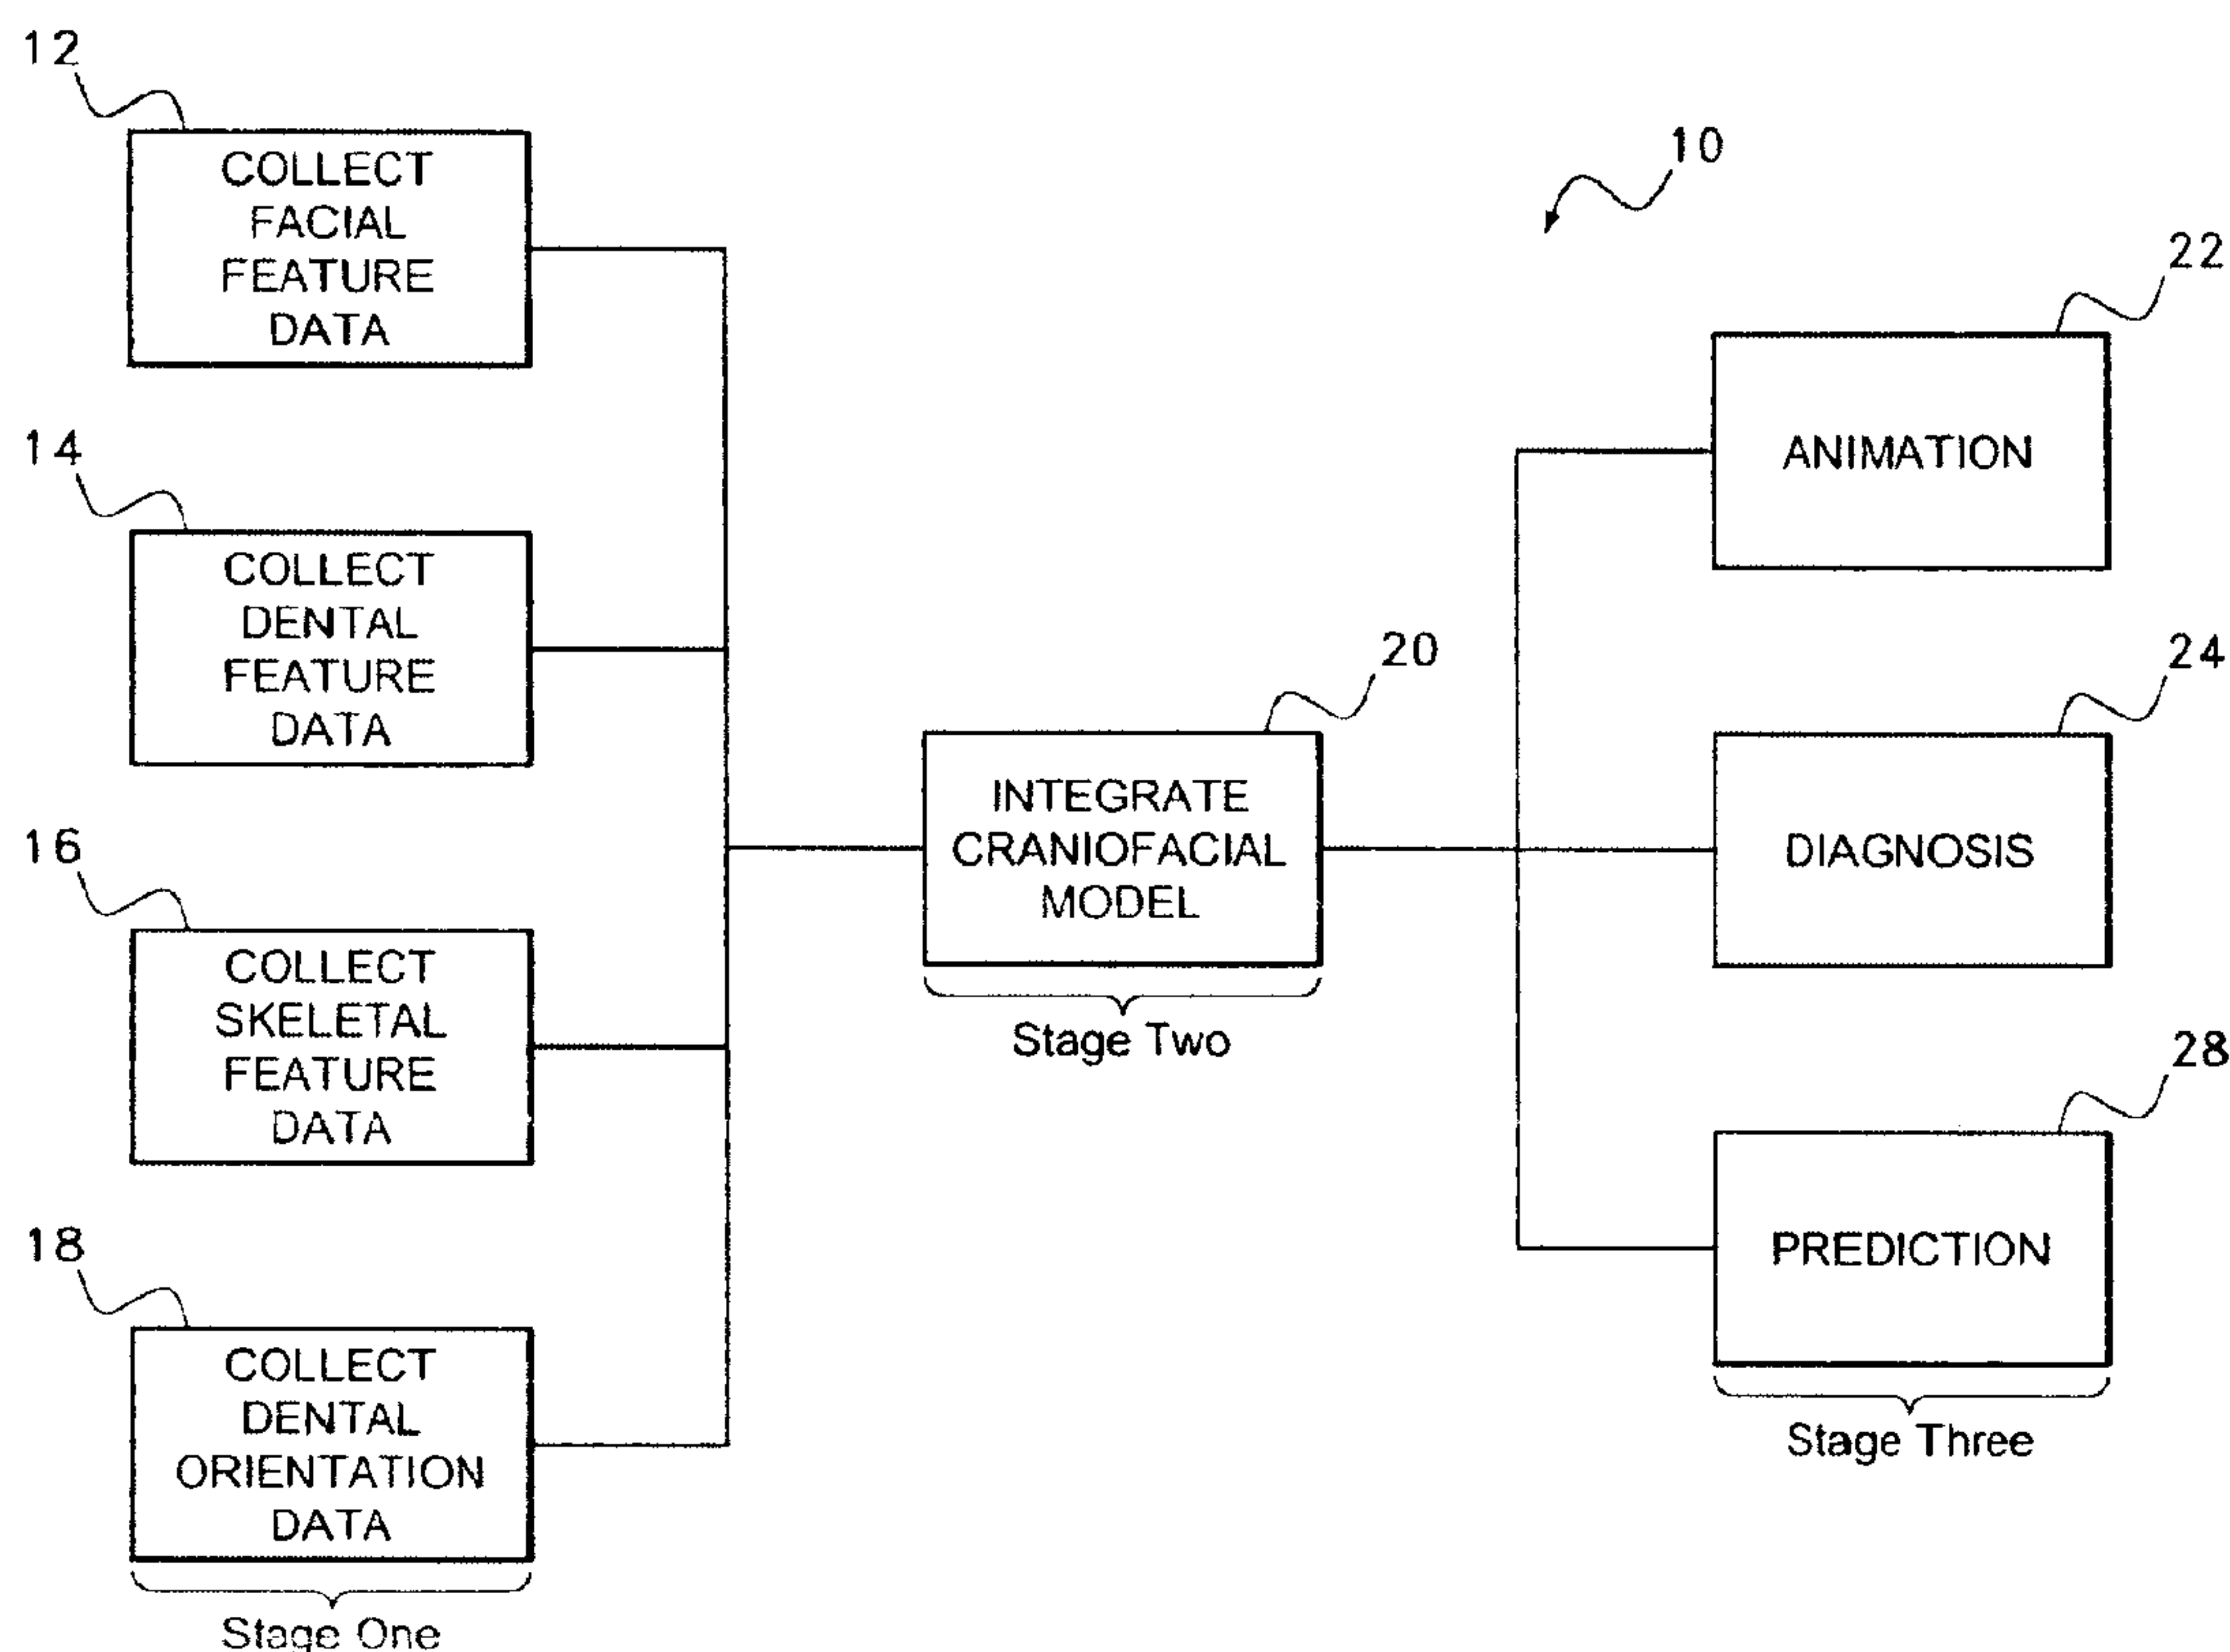 12
COLLECT
FACIAL
FEATURE
DATA
14
COLLECT
DENTAL
FEATURE
DATA
16
COLLECT
SKELETAL
FEATURE
DATA
18
COLLECT
DENTAL
ORIENTATION
DATA
Stage One
20
INTEGRATE
CRANIOFACIAL
MODEL
Stage Two
10
22
ANIMATION
24
DIAGNOSIS
28
PREDICTION
Stage Three